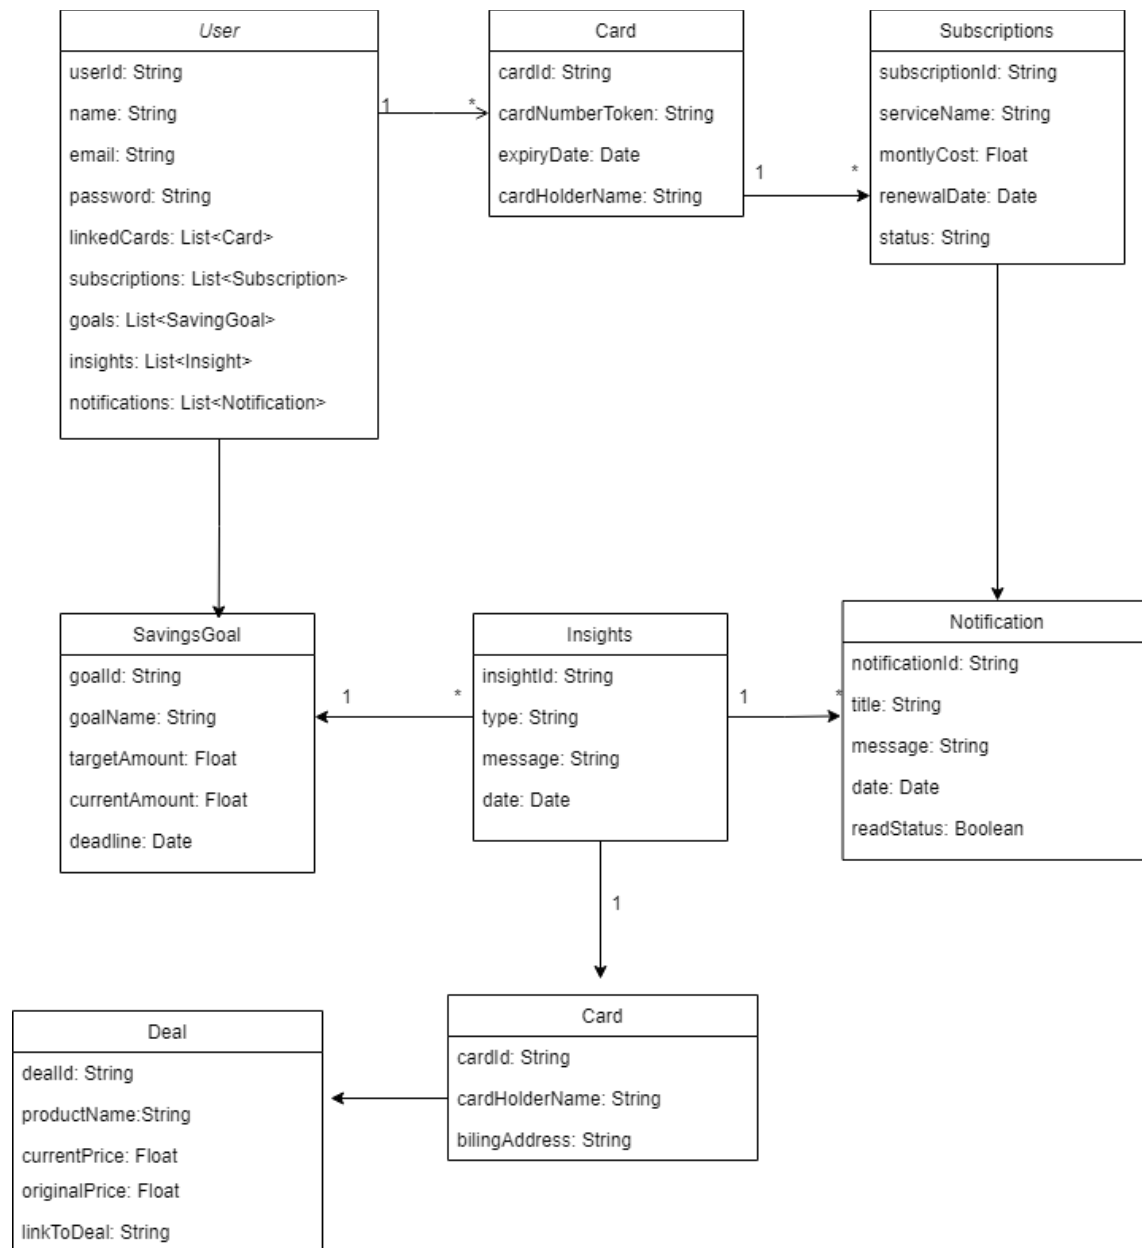 User
userId: String
name: String
email: String
password: String
linkedCards: List<Card>
subscriptions: List<Subscription>
goals: List<SavingGoal>
insights: List<Insight>
notifications: List<Notification>
1
*
Card
cardId: String
cardNumberToken: String
expiryDate: Date
cardHolderName: String
1
*
Subscriptions
subscriptionId: String
serviceName: String
montlyCost: Float
renewalDate: Date
status: String
SavingsGoal
goalId: String
goalName: String
targetAmount: Float
currentAmount: Float
deadline: Date
1
*
Insights
insightId: String
type: String
message: String
date: Date
1
*
Notification
notificationId: String
title: String
message: String
date: Date
readStatus: Boolean
1
Deal
dealId: String
productName:String
currentPrice: Float
originalPrice: Float
linkToDeal: String
Card
cardId: String
cardHolderName: String
bilingAddress: String